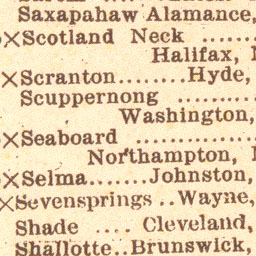 Saxapahaw Alamance,
×Scotland Neck .......
Halifax,
×Scranton........Hyde,
Scuppernong .........
Washington,
×Seaboard ............
Northampton,
×Selma.......Johnston,
×Sevensprings..Wayne,
Shade .... Cleveland,
Shallotte..Brunswick,